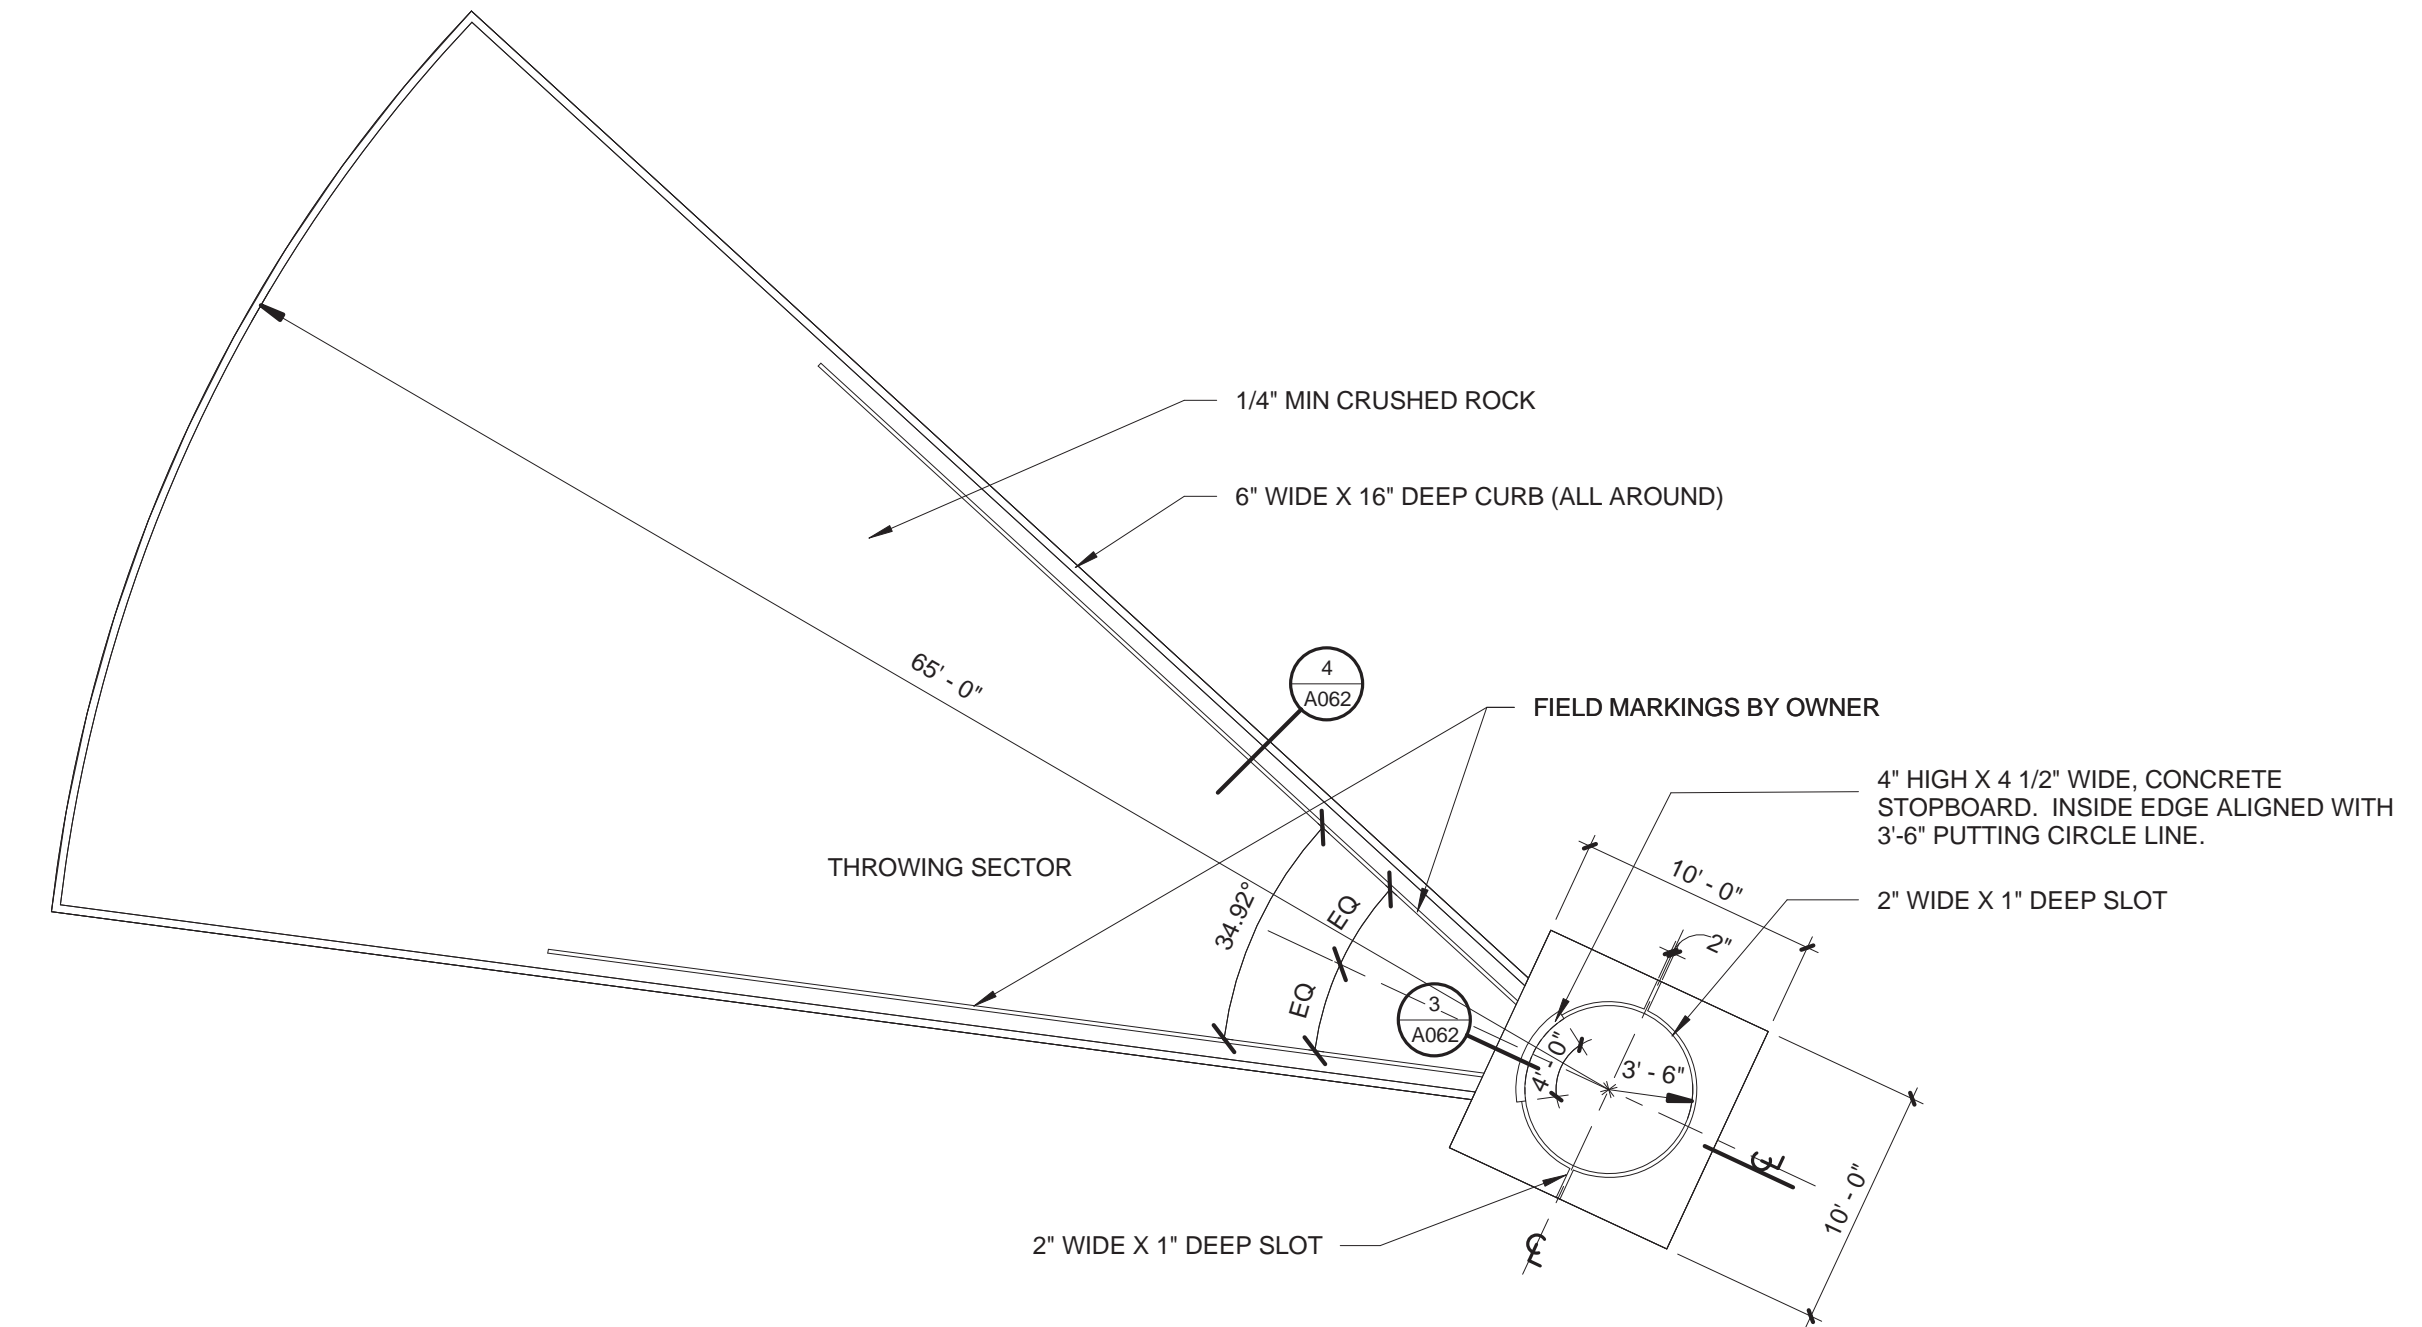 1/4" MIN CRUSHED ROCK
6" WIDE X 16" DEEP CURB (ALL AROUND)
65' - 0"
4
A062
FIELD MARKINGS BY OWNER
4" HIGH X 4 1/2" WIDE, CONCRETE
STOPBOARD.  INSIDE EDGE ALIGNED WITH
3'-6" PUTTING CIRCLE LINE.
THROWING SECTOR
10' - 0"
2" WIDE X 1" DEEP SLOT
34.92°
EQ
2"
EQ
3
A062
4' - 0"
3' - 6"
℄
10' - 0"
2" WIDE X 1" DEEP SLOT
℄